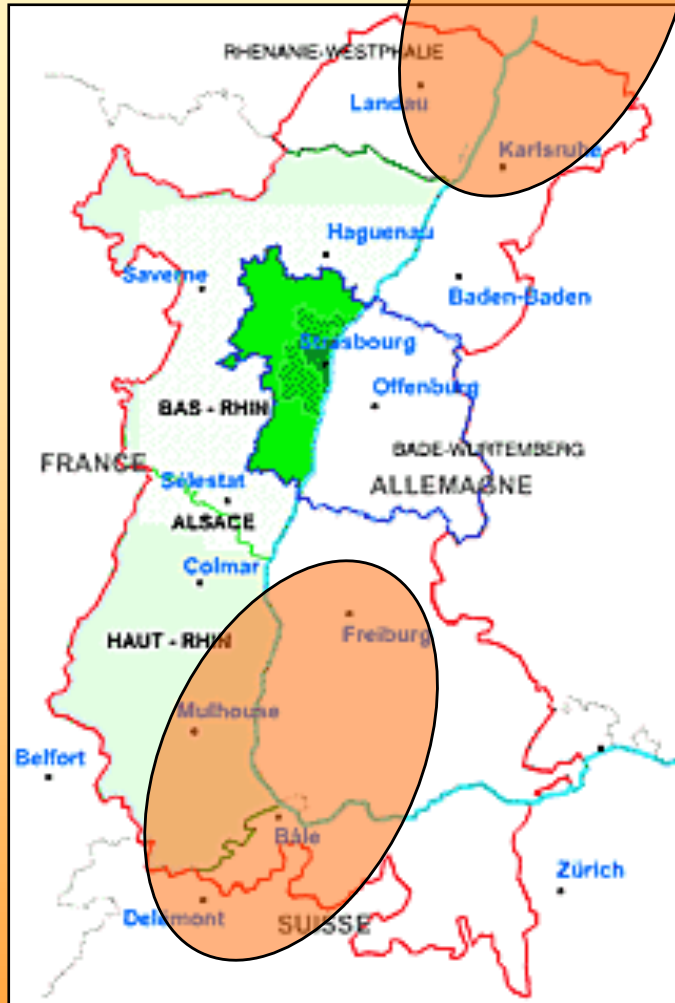 RHENANIE-WESTPHALIE
Landau
Karlsruhe
Haguenau
Saverne
Baden-Baden
Strasbourg
Offenburg
BAS - RHIN
BADE-WURTEMBERG
FRANCE
Sélestat
ALLEMAGNE
ALSACE
Colmar
Freiburg
HAUT - RHIN
Mulhouse
Belfort
Bâle
Zürich
Delémont
SUISSE